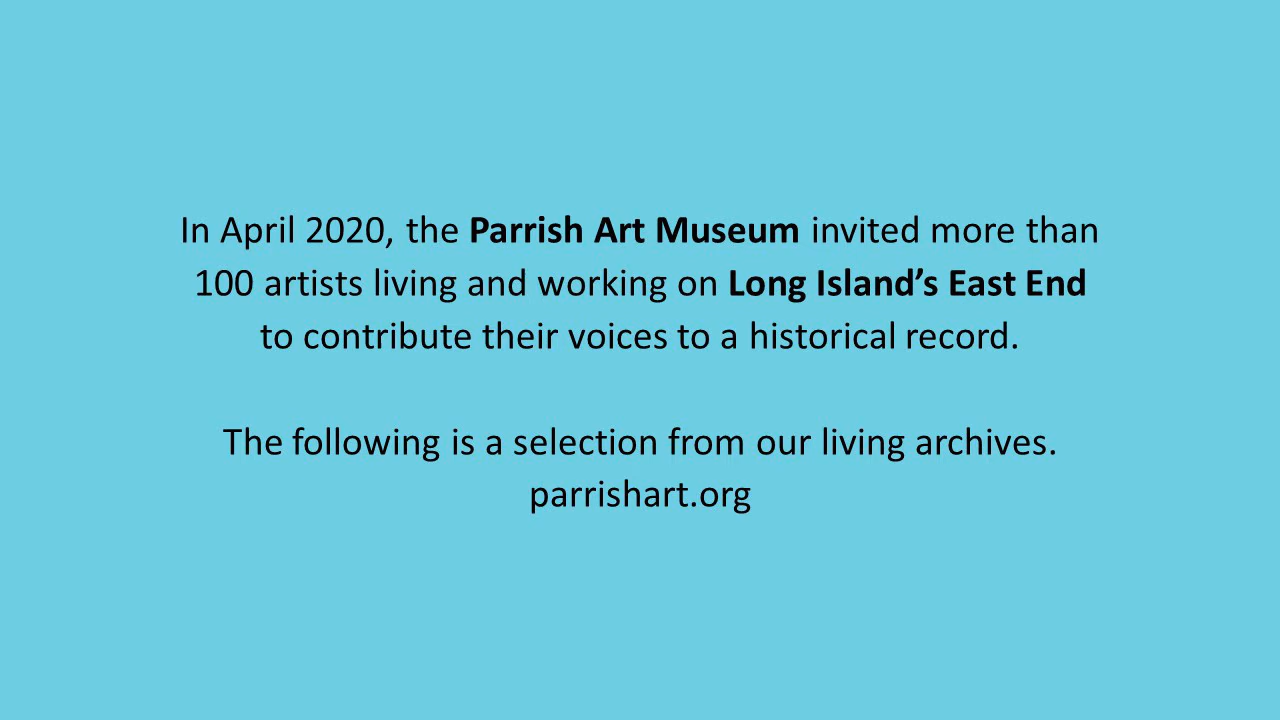 In April 2020, the Parrish Art Museum invited more than
100 artists living and working on Long Island’s East End
to contribute their voices to a historical record.
The following is a selection from our living archives.
parrishart.org